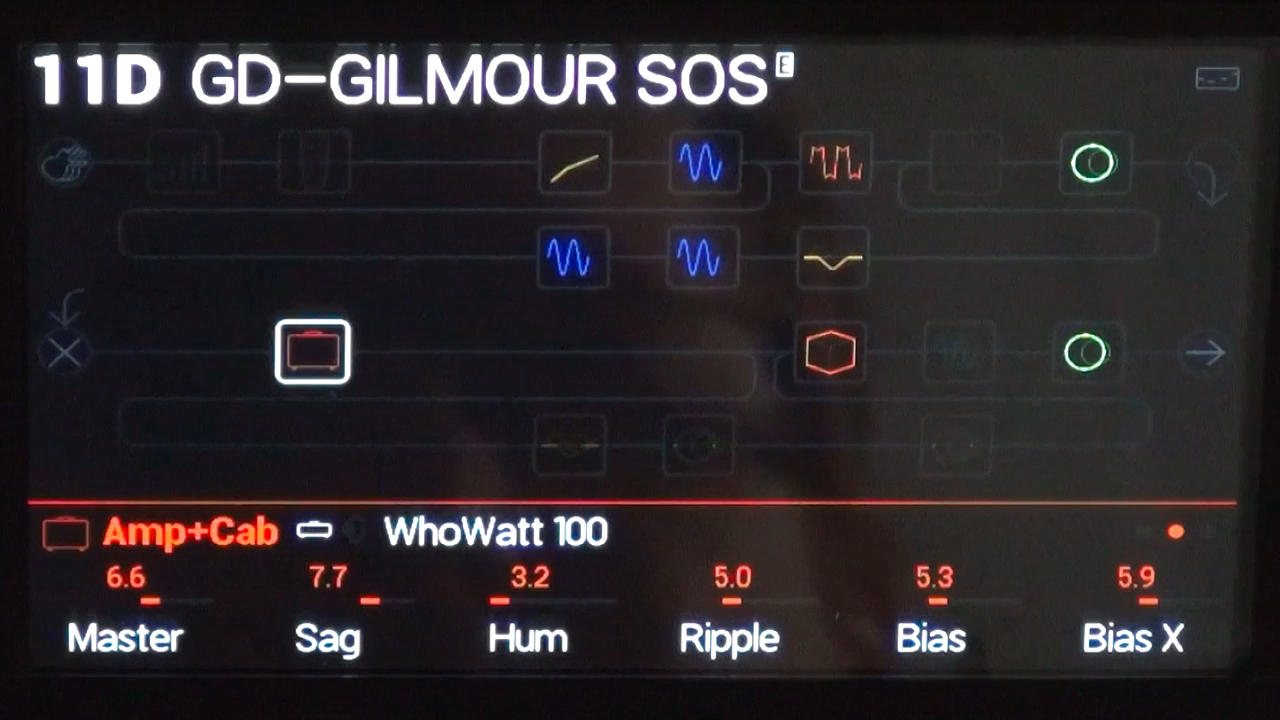 11D GD-GILMOUR SOS E
Amp+Cab WhoWatt 100
6.6 7.7 3.2 5.0 5.3 5.9
Master Sag Hum Ripple Bias Bias X